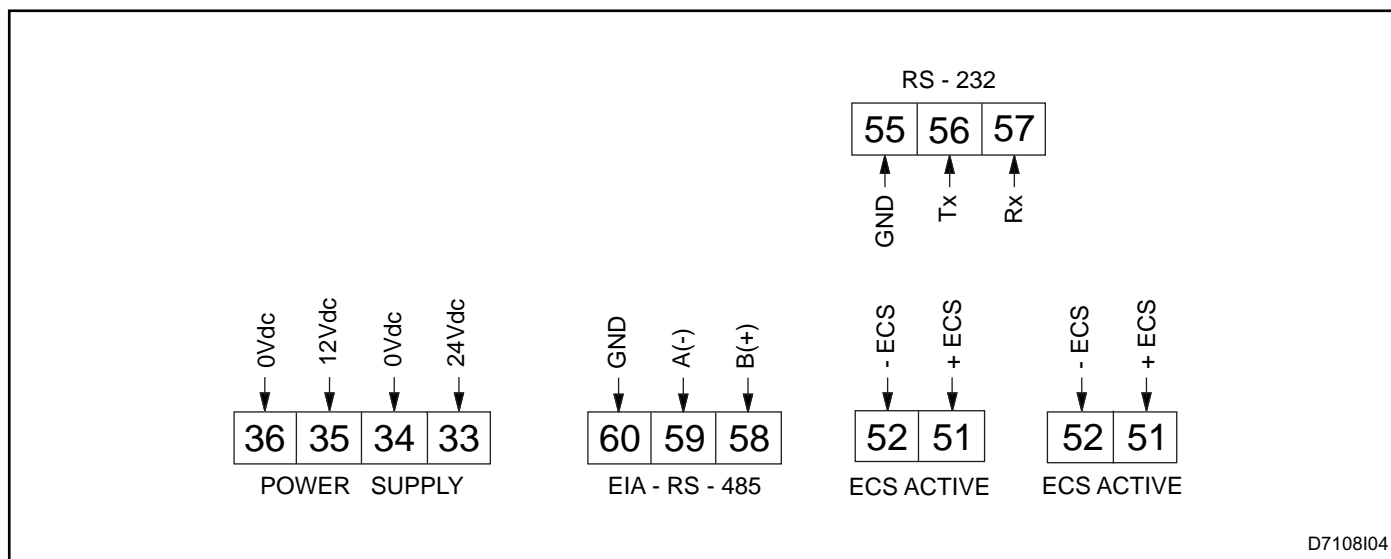 RS - 232
55 56 57
GND Tx Rx
0Vdc 12Vdc 0Vdc 24Vdc
36 35 34 33
POWER SUPPLY
GND A(-) B(+)
60 59 58
EIA - RS - 485
- ECS + ECS
52 51
ECS ACTIVE
- ECS + ECS
52 51
ECS ACTIVE
D7108I04